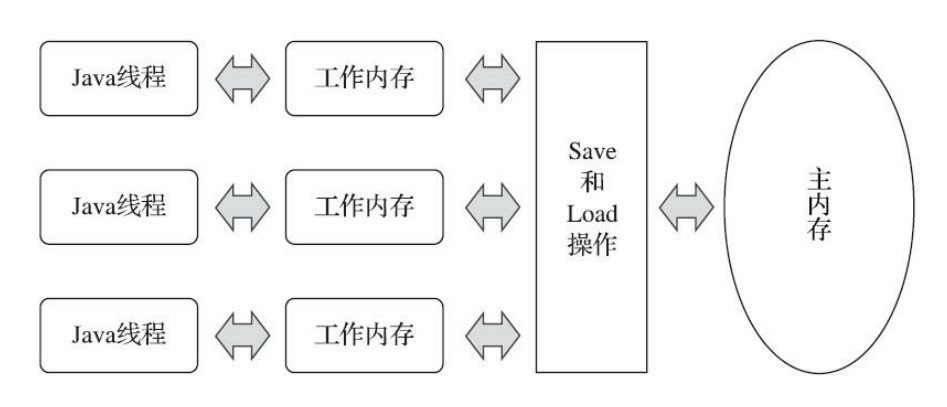 Java线程
工作内存
Java线程
工作内存
Java线程
工作内存
Save
和
Load
操作
主
内
存